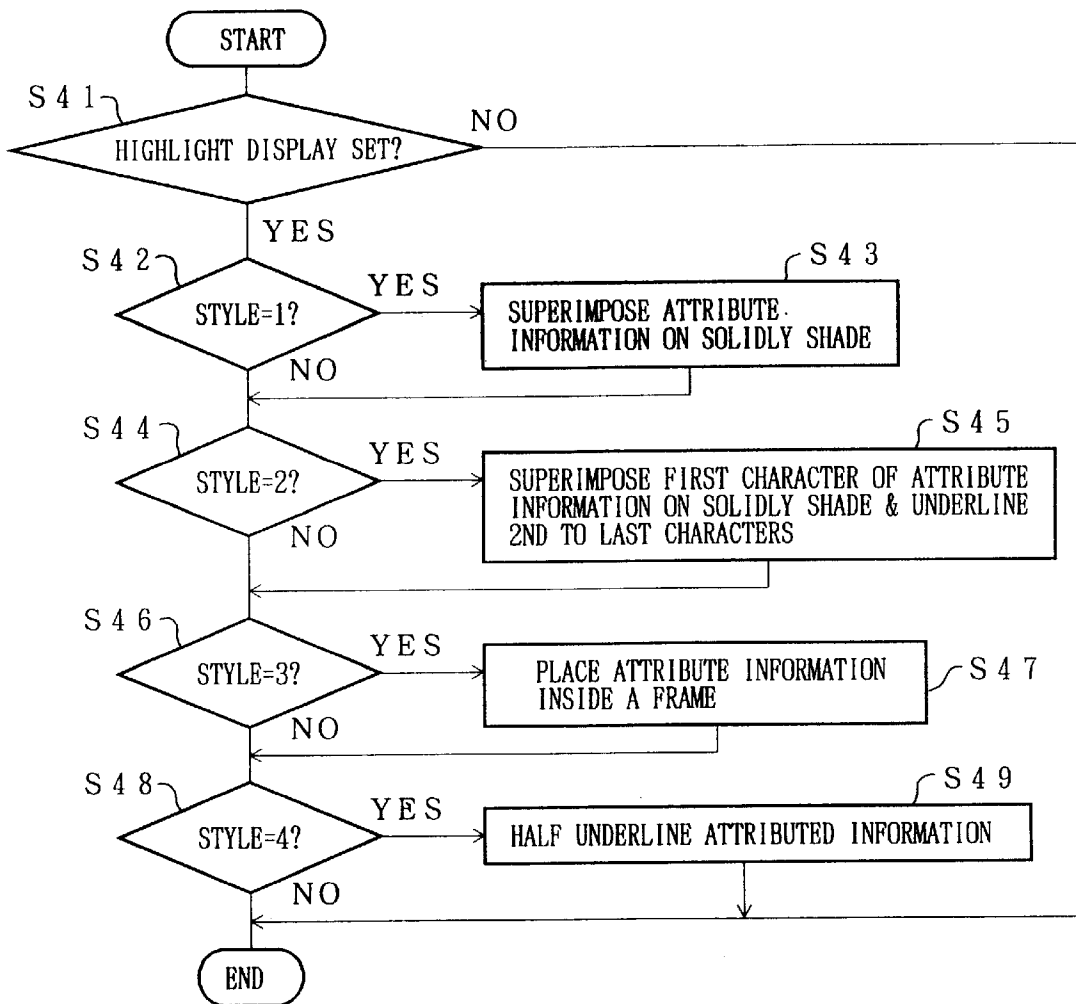 START
S41
NO
HIGHLIGHT DISPLAY SET?
YES
S42
S43
YES
STYLE=1?
SUPERIMPOSE ATTRIBUTE
INFORMATION ON SOLIDLY SHADE
NO
S44
S45
YES
STYLE=2?
SUPERIMPOSE FIRST CHARACTER OF ATTRIBUTE
INFORMATION ON SOLIDLY SHADE & UNDERLINE
2ND TO LAST CHARACTERS
NO
S46
YES
STYLE=3?
PLACE ATTRIBUTE INFORMATION
INSIDE A FRAME
S47
NO
S48
S49
YES
STYLE=4?
HALF UNDERLINE ATTRIBUTED INFORMATION
NO
END